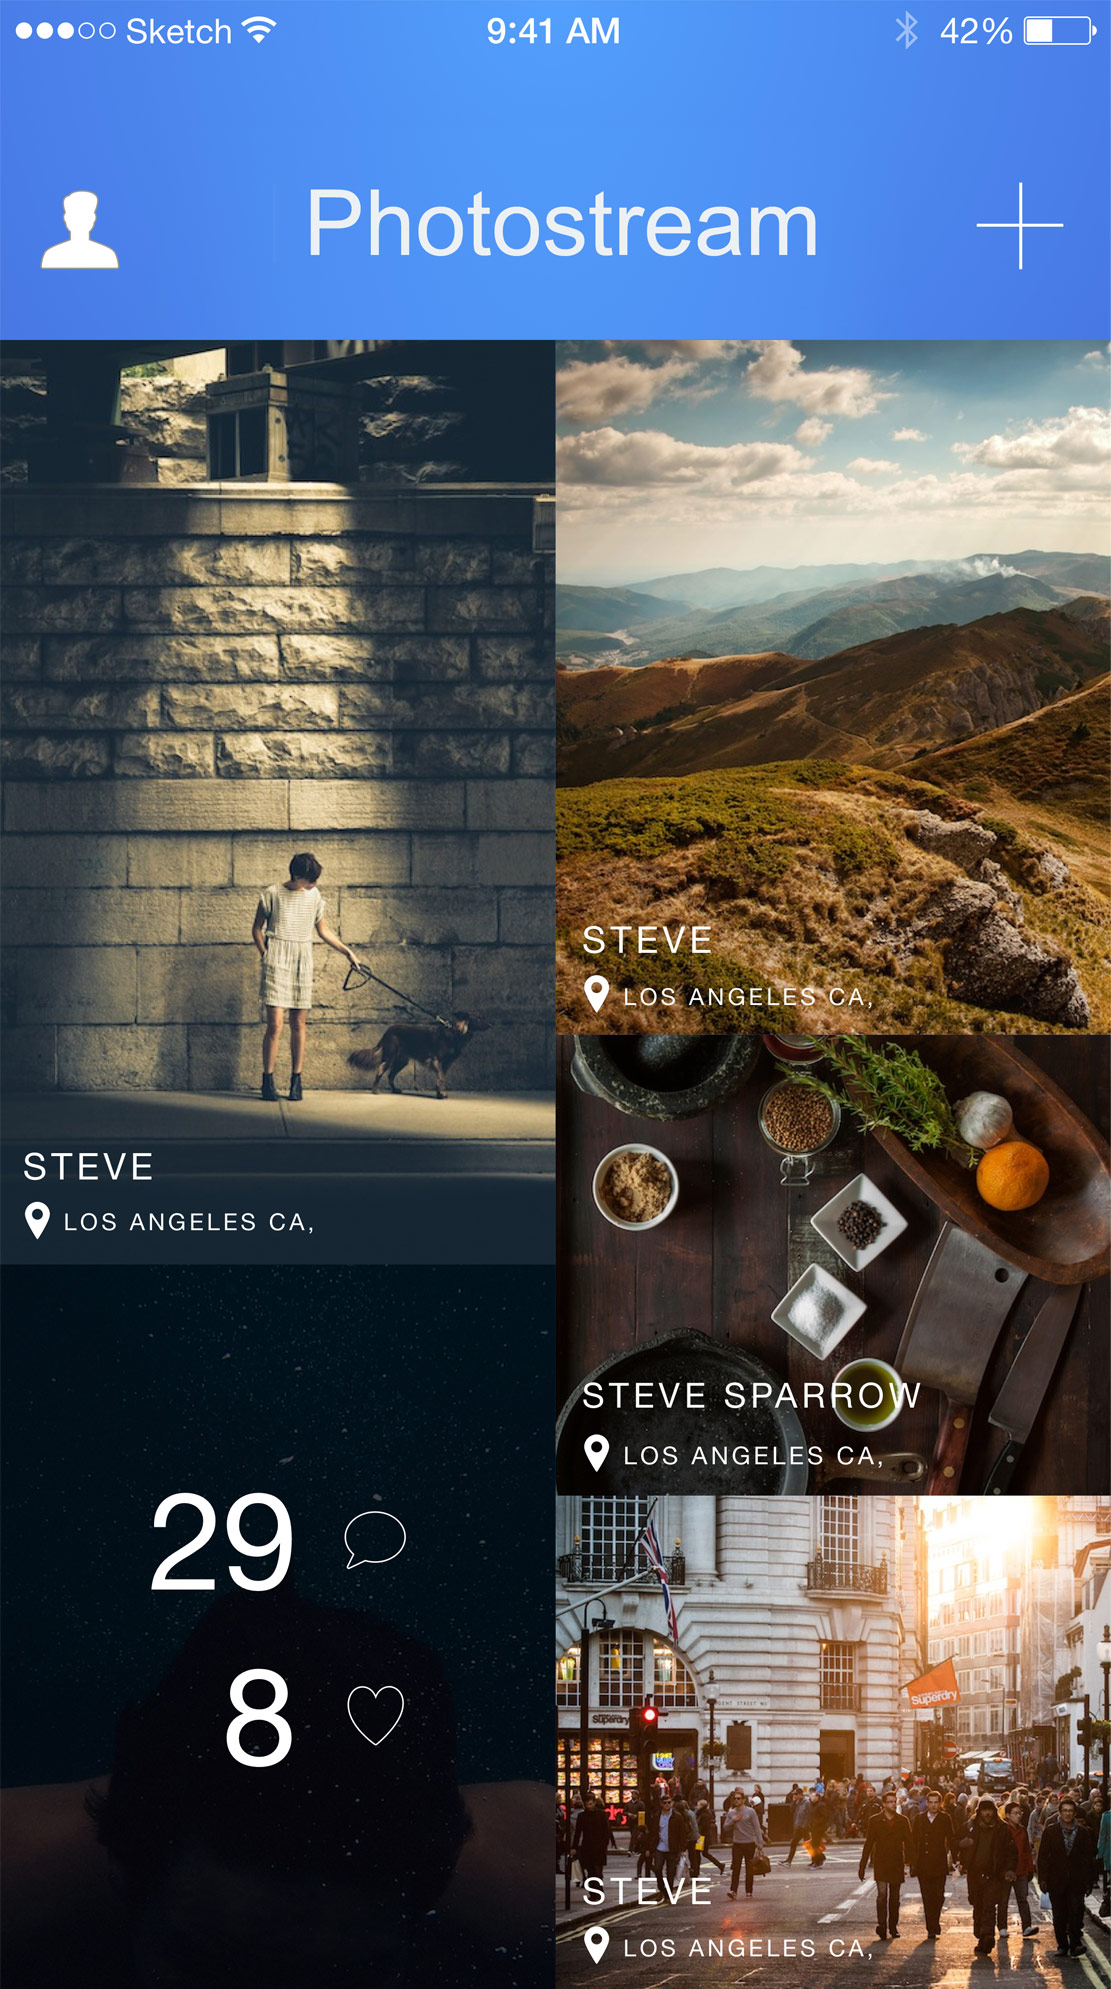 Sketch 9:41 AM 42%
Photostream
STEVE
LOS ANGELES CA,
STEVE
LOS ANGELES CA,
STEVE SPARROW
LOS ANGELES CA,
29
8
Superdry
Superdry
STEVE
LOS ANGELES CA,